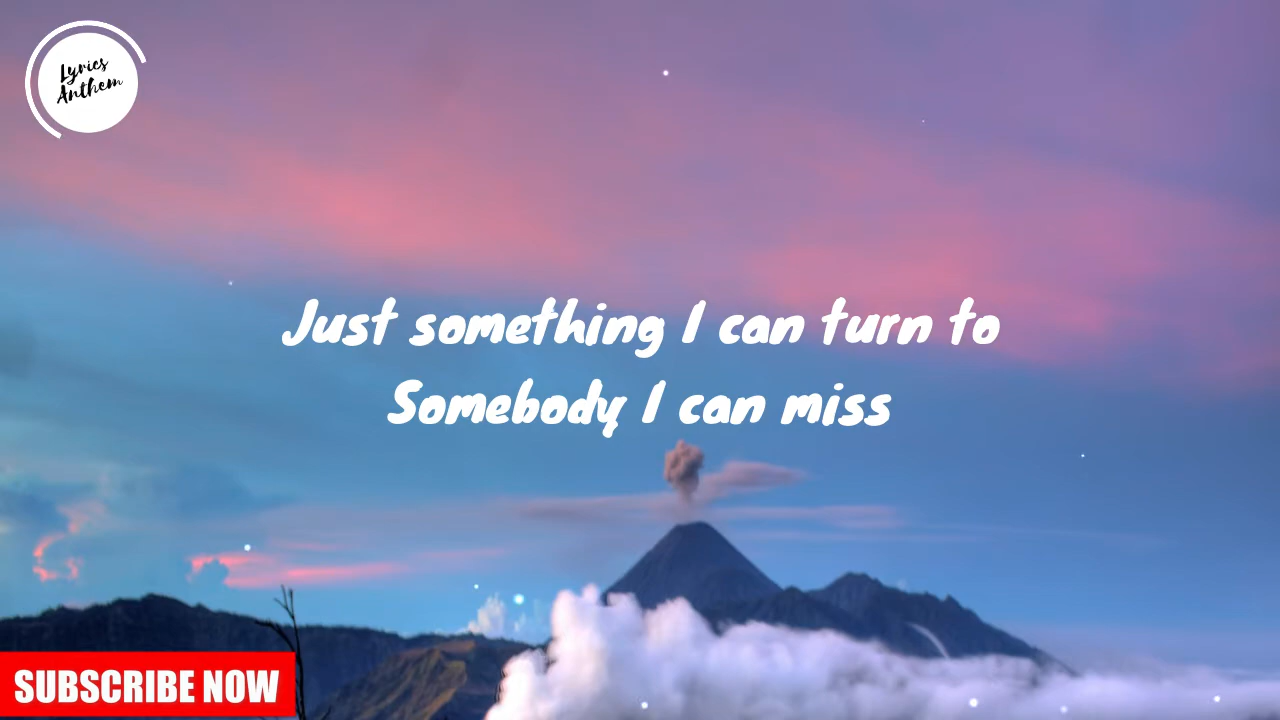 Lyrics
Anthem
Just something I can turn to
Somebody I can miss
SUBSCRIBE NOW